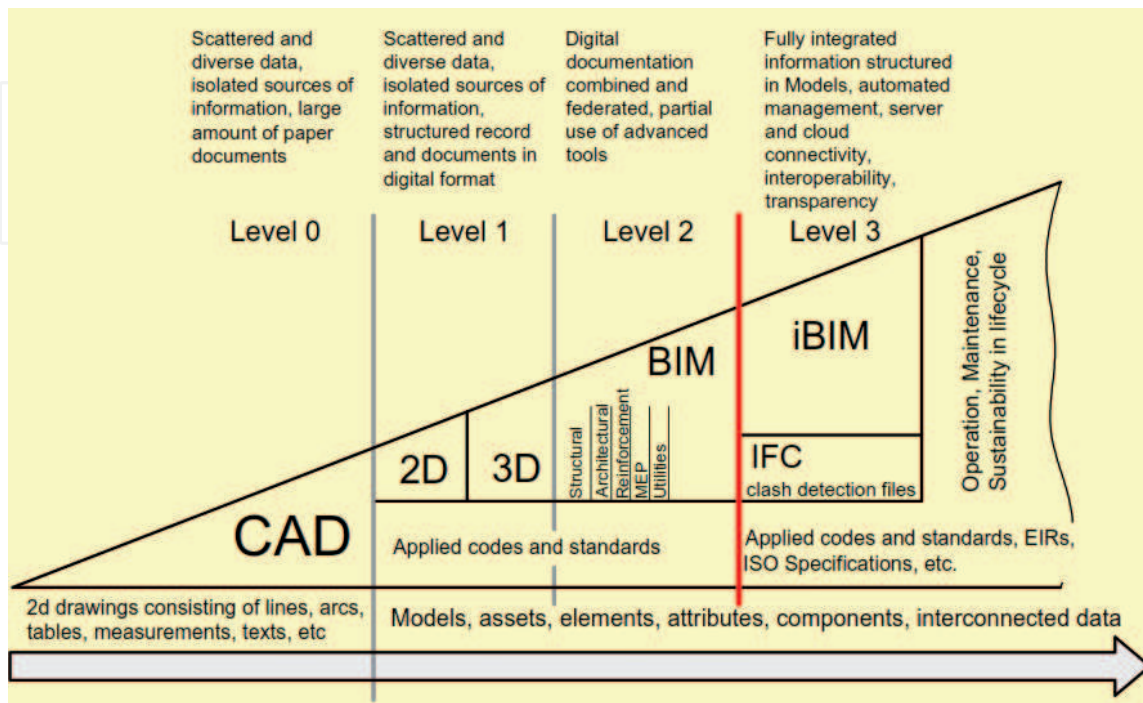 Scattered and
diverse data,
isolated sources of
information, large
amount of paper
documents
Scattered and
diverse data,
isolated sources of
information,
structured record
and documents in
digital format
Digital
documentation
combined and
federated, partial
use of advanced
tools
Fully integrated
information structured
in Models, automated
management, server
and cloud
connectivity,
interoperability,
transparency
Level 0
Level 1
Level 2
Level 3
CAD
2D
3D
BIM
Structural
Architectural
Reinforcement
MEP
Utilities
iBIM
IFC
clash detection files
Operation, Maintenance,
Sustainability in lifecycle
Applied codes and standards
Applied codes and standards, EIRs,
ISO Specifications, etc.
2d drawings consisting of lines, arcs,
tables, measurements, texts, etc
Models, assets, elements, attributes, components, interconnected data